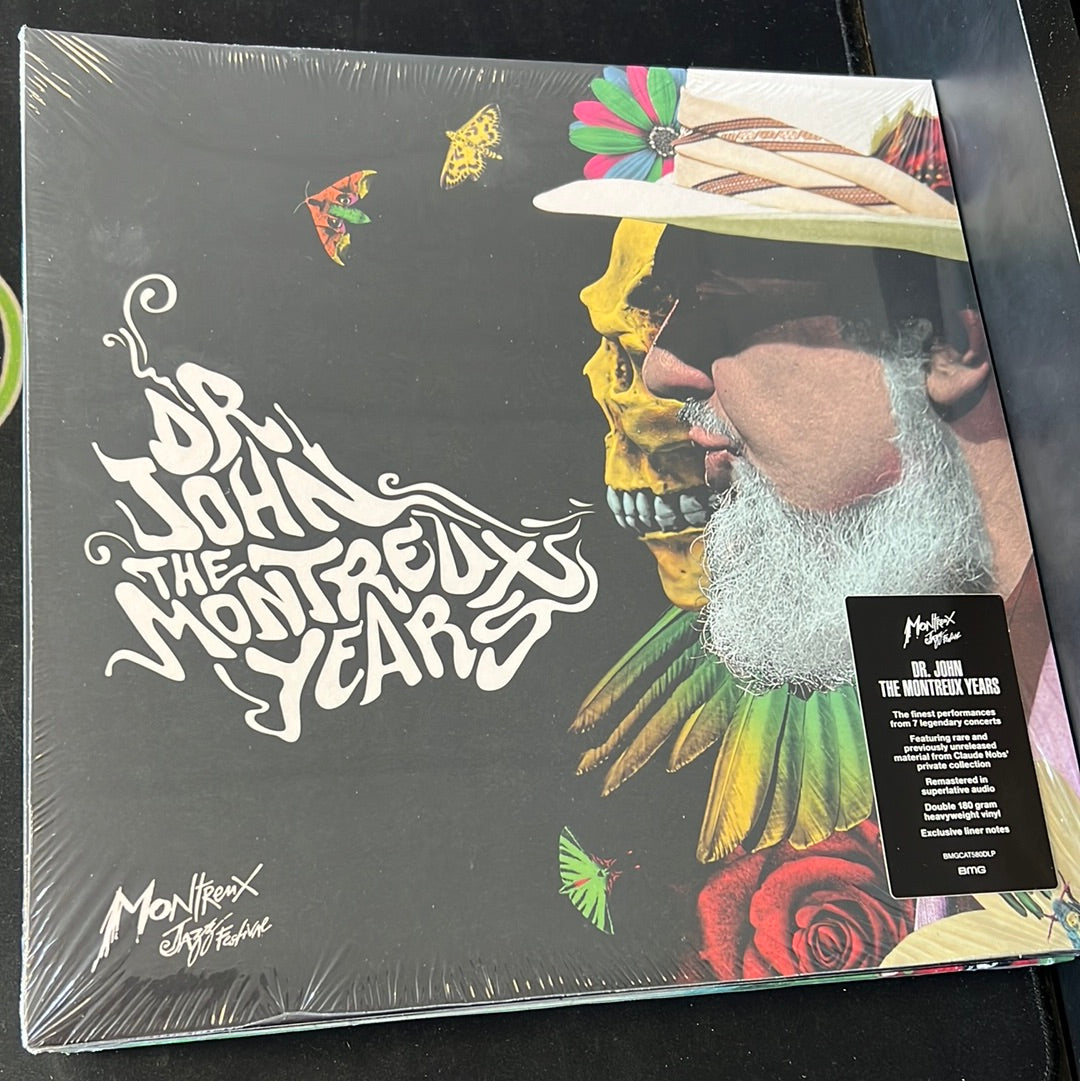 DR
JOHN
THE
MONTREUX
YEARS
Montreux
Jazz Festival
Montreux
Jazz Festival
DR. JOHN
THE MONTREUX YEARS
The finest performances
from 7 legendary concerts
Featuring rare and
previously unreleased
material from Claude Nobs'
private collection
Remastered in
superlative audio
Double 180 gram
heavyweight vinyl
Exclusive liner notes
BMGCAT580DLP
BMG